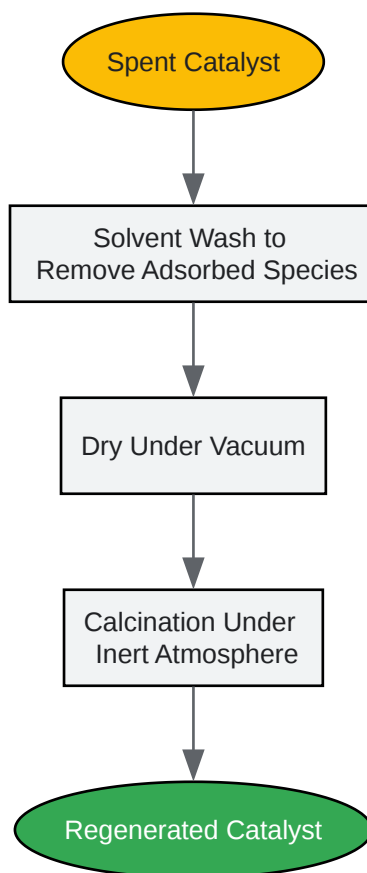 Spent Catalyst
Solvent Wash to
Remove Adsorbed Species
Dry Under Vacuum
Calcination Under
Inert Atmosphere
Regenerated Catalyst